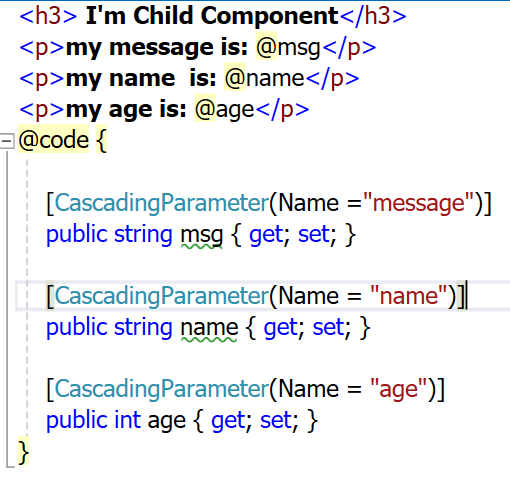 <h3> I'm Child Component</h3>
<p>my message is: @msg</p>
<p>my name  is: @name</p>
<p>my age is: @age</p>
@code {
[CascadingParameter(Name ="message")]
public string msg { get; set; }
[CascadingParameter(Name = "name")]
public string name { get; set; }
[CascadingParameter(Name = "age")]
public int age { get; set; }
}